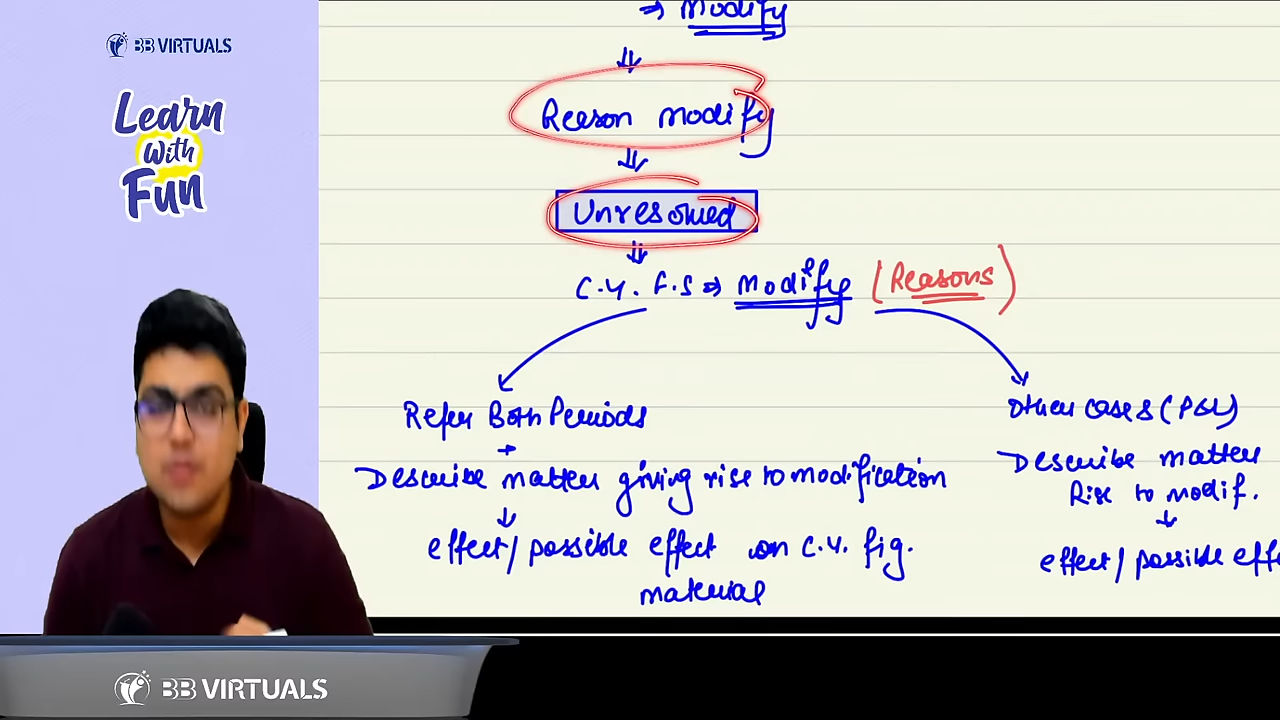 BB VIRTUALS
Learn
With
Fun
⇒ Modify
Reason modify
Unresolved
C.Y. F.S ⇒ Modify (Reasons)
Refer Both Periods
Describe matter giving rise to modification
effect/possible effect on C.Y. fig.
material
Other cases (P&L)
Describe matter
Rise to modif.
effect/possible effe
BB VIRTUALS